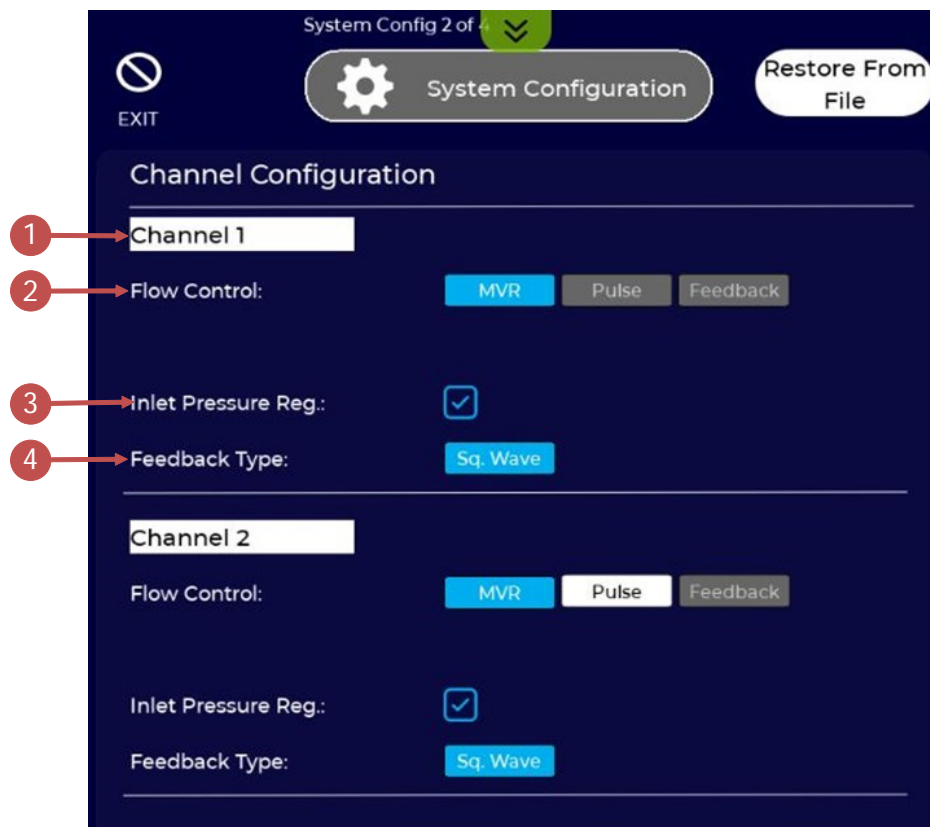 System Config 2 of
EXIT
System Configuration
Restore From
File
Channel Configuration
1
Channel 1
2
Flow Control: MVR Pulse Feedback
3
Inlet Pressure Reg.:
4
Feedback Type: Sq. Wave
Channel 2
Flow Control: MVR Pulse Feedback
Inlet Pressure Reg.:
Feedback Type: Sq. Wave